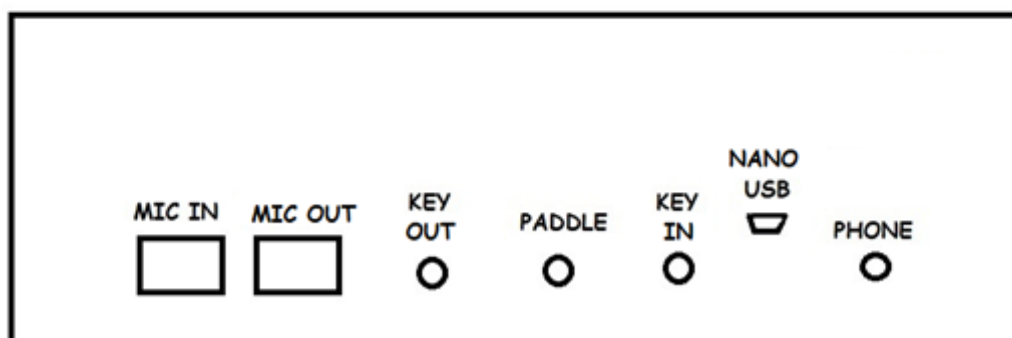 MIC IN
MIC OUT
KEY
OUT
PADDLE
KEY
IN
NANO
USB
PHONE